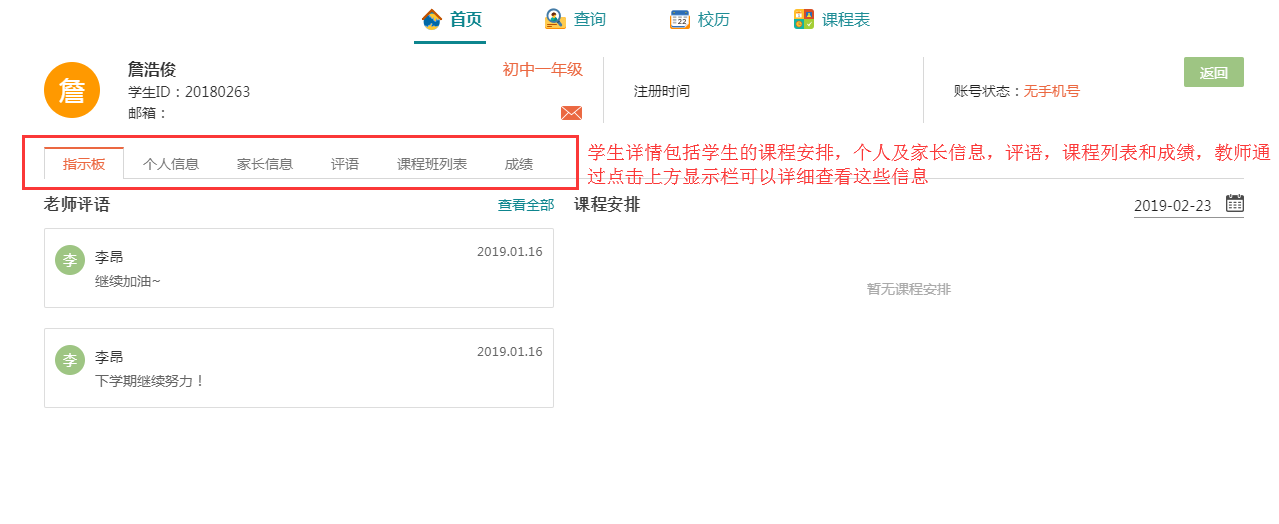 首页 查询 校历 22 课程表
詹
詹浩俊
学生ID：20180263
邮箱：
初中一年级
注册时间
账号状态：无手机号
返回
指示板 个人信息 家长信息 评语 课程班列表 成绩
学生详情包括学生的课程安排，个人及家长信息，评语，课程列表和成绩，教师通
过点击上方显示栏可以详细查看这些信息
老师评语 查看全部
李
李昂 2019.01.16
继续加油~
李
李昂 2019.01.16
下学期继续努力！
课程安排 2019-02-23
暂无课程安排